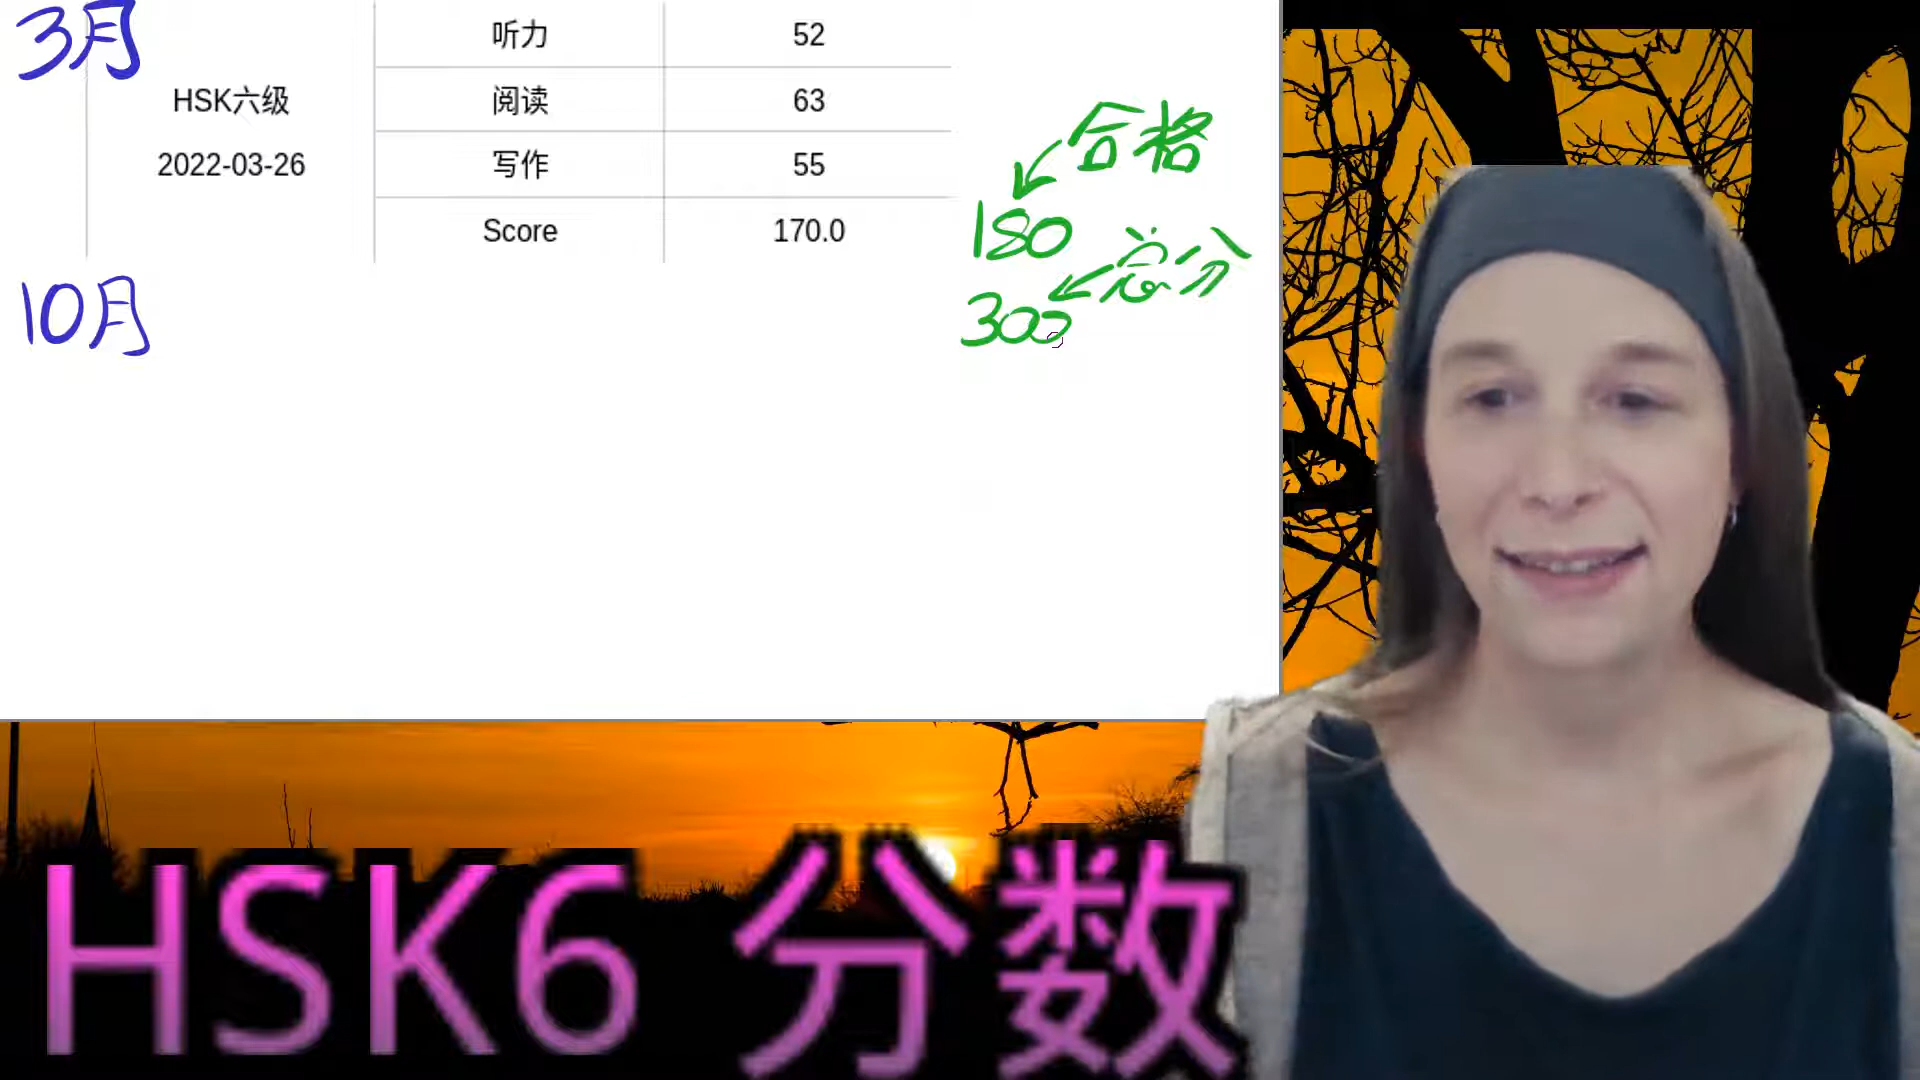 3月
听力 52
HSK六级
阅读 63
2022-03-26
写作 55
Score 170.0
合格
180
总分
300
10月
HSK6 分数